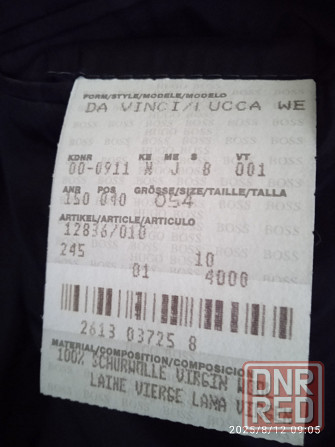 FORM/STYLE/MODELE/MODELO
DA VINCI/LUCCA WE
KDNR KE ME S VT
00-0911 W J 8 001
ANR POS GRÖSSE/SIZE/TAILLE/TALLA
150 040 054
ARTIKEL/ARTICLE/ARTICULO
12836/010
245 10
01 4000
2613 03725 8
MATERIAL/COMPOSITION/COMPOSICIO
100% SCHURWOLLE VIRGIN WO
LAINE VIERGE LANA VI
DNR
RED
2025/8/12 09:05